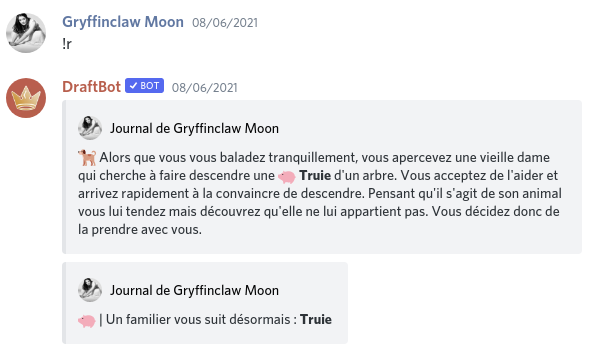 Gryffinclaw Moon 08/06/2021
!r
DraftBot ✓ BOT 08/06/2021
Journal de Gryffinclaw Moon
🐕 Alors que vous vous baladez tranquillement, vous apercevez une vieille dame
qui cherche à faire descendre une 🐖 Truie d'un arbre. Vous acceptez de l'aider et
arrivez rapidement à la convaincre de descendre. Pensant qu'il s'agit de son animal
vous lui tendez mais découvrez qu'elle ne lui appartient pas. Vous décidez donc de
la prendre avec vous.
Journal de Gryffinclaw Moon
🐖 | Un familier vous suit désormais : Truie